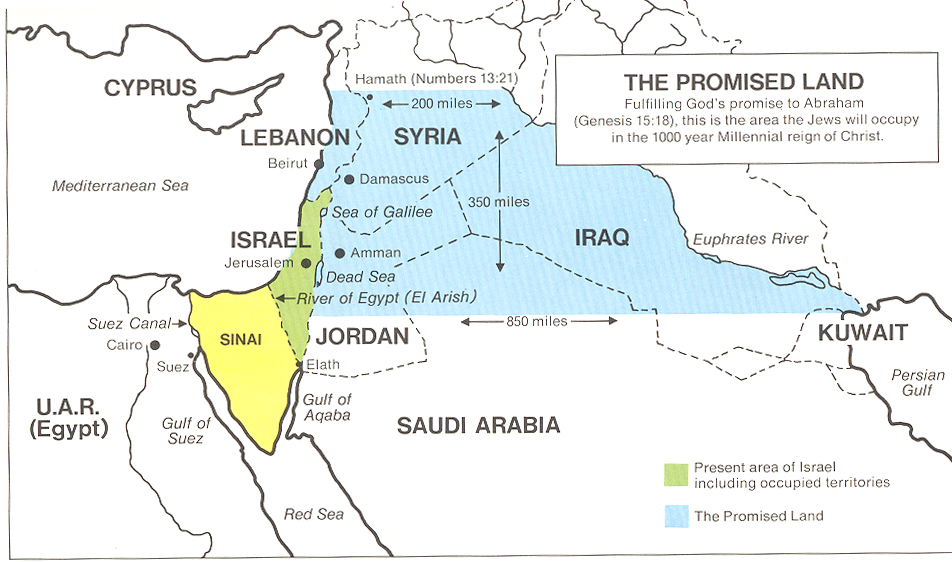 THE PROMISED LAND
Fulfilling God's promise to Abraham
(Genesis 15:18), this is the area the Jews will occupy
in the 1000 year Millennial reign of Christ.
CYPRUS
Hamath (Numbers 13:21)
200 miles
LEBANON
SYRIA
Beirut
Mediterranean Sea
Damascus
350 miles
Sea of Galilee
ISRAEL
IRAQ
Euphrates River
Amman
Jerusalem
Dead Sea
River of Egypt (El Arish)
Suez Canal
SINAI
JORDAN
850 miles
KUWAIT
Cairo
Suez
Elath
Persian
Gulf
U.A.R.
(Egypt)
Gulf of
Suez
Gulf of
Aqaba
SAUDI ARABIA
Present area of Israel
including occupied territories
Red Sea
The Promised Land